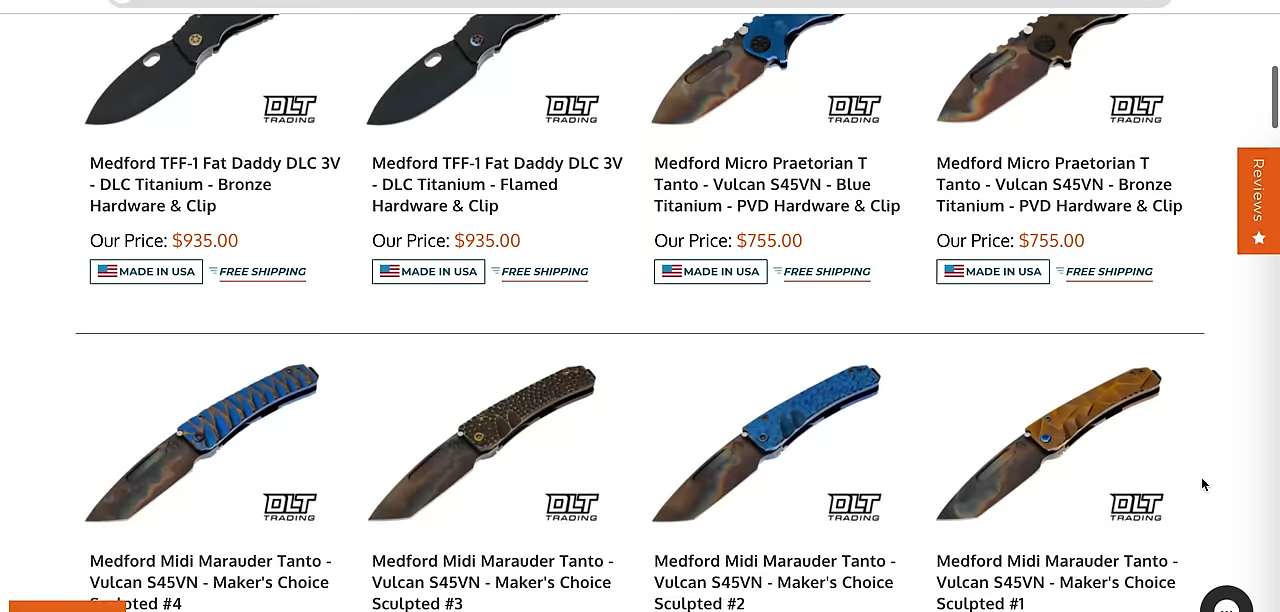 DLT
TRADING
DLT
TRADING
DLT
TRADING
DLT
TRADING
Medford TFF-1 Fat Daddy DLC 3V
- DLC Titanium - Bronze
Hardware & Clip
Our Price: $935.00
MADE IN USA FREE SHIPPING
Medford TFF-1 Fat Daddy DLC 3V
- DLC Titanium - Flamed
Hardware & Clip
Our Price: $935.00
MADE IN USA FREE SHIPPING
Medford Micro Praetorian T
Tanto - Vulcan S45VN - Blue
Titanium - PVD Hardware & Clip
Our Price: $755.00
MADE IN USA FREE SHIPPING
Medford Micro Praetorian T
Tanto - Vulcan S45VN - Bronze
Titanium - PVD Hardware & Clip
Our Price: $755.00
MADE IN USA FREE SHIPPING
Reviews
DLT
TRADING
DLT
TRADING
DLT
TRADING
DLT
TRADING
Medford Midi Marauder Tanto -
Vulcan S45VN - Maker's Choice
Sculpted #4
Medford Midi Marauder Tanto -
Vulcan S45VN - Maker's Choice
Sculpted #3
Medford Midi Marauder Tanto -
Vulcan S45VN - Maker's Choice
Sculpted #2
Medford Midi Marauder Tanto -
Vulcan S45VN - Maker's Choice
Sculpted #1